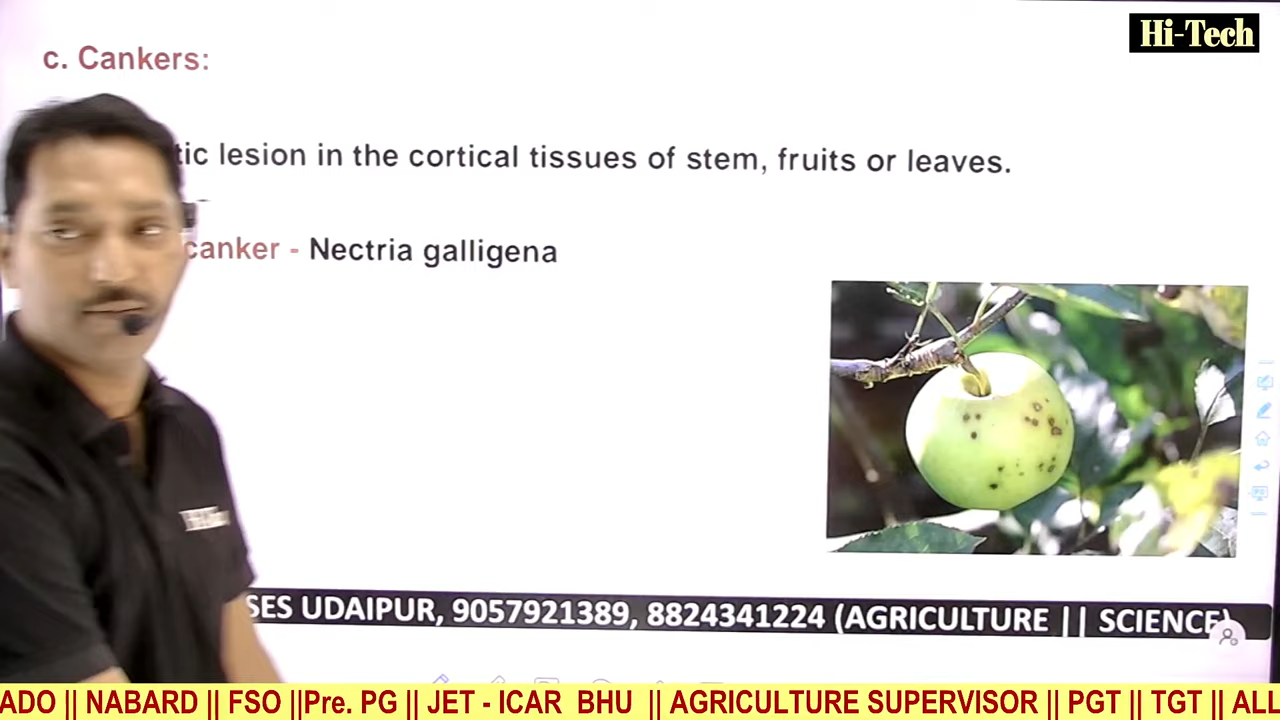 Hi-Tech
c. Cankers:
tic lesion in the cortical tissues of stem, fruits or leaves.
canker - Nectria galligena
SES UDAIPUR, 9057921389, 8824341224 (AGRICULTURE || SCIENCE)
ADO || NABARD || FSO ||Pre. PG || JET - ICAR BHU || AGRICULTURE SUPERVISOR || PGT || TGT || ALL